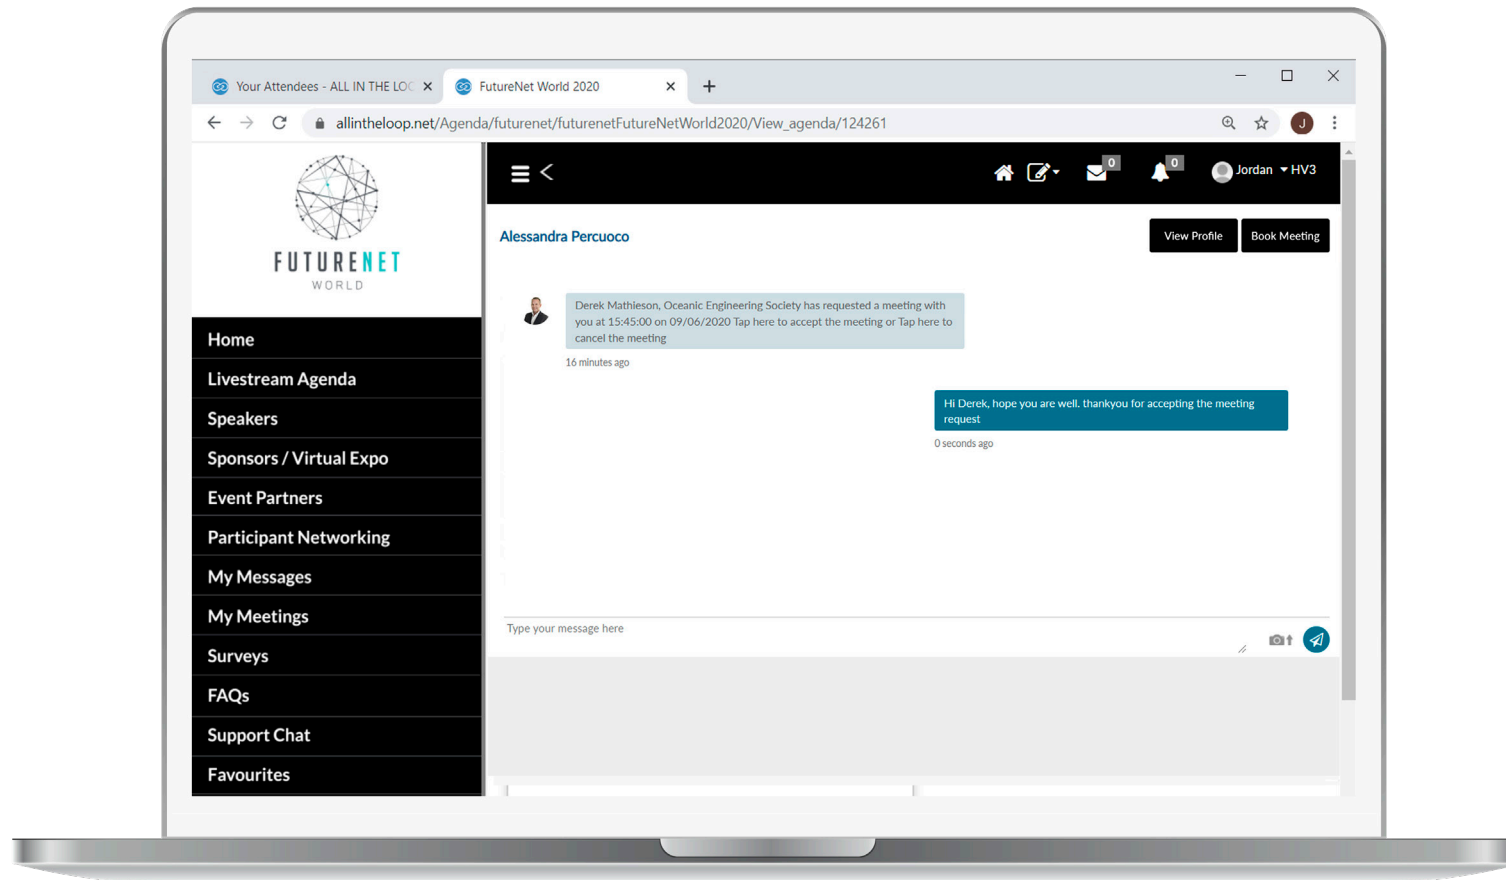 Your Attendees - ALL IN THE LOC
FutureNet World 2020
allintheloop.net/Agenda/futurenet/futurenetFutureNetWorld2020/View_agenda/124261
J
FUTURENET
WORLD
0
0
Jordan
HV3
Alessandra Percuoco
View Profile
Book Meeting
Derek Mathieson, Oceanic Engineering Society has requested a meeting with
you at 15:45:00 on 09/06/2020 Tap here to accept the meeting or Tap here to
cancel the meeting
16 minutes ago
Hi Derek, hope you are well. thankyou for accepting the meeting
request
0 seconds ago
Type your message here
Home
Livestream Agenda
Speakers
Sponsors / Virtual Expo
Event Partners
Participant Networking
My Messages
My Meetings
Surveys
FAQs
Support Chat
Favourites